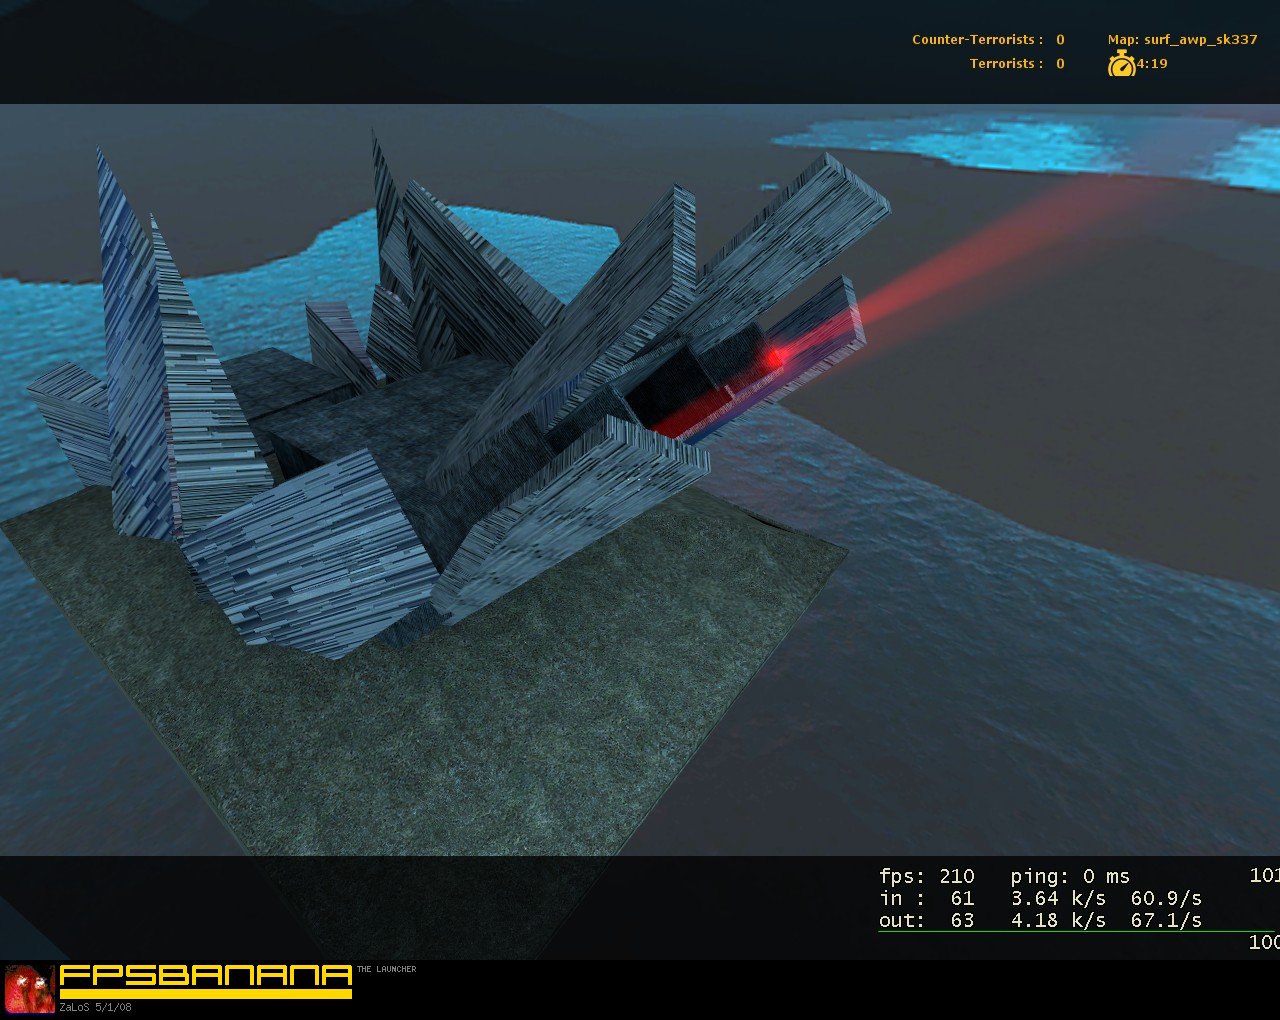 Counter-Terrorists : 0 Map: surf_awp_sk337
Terrorists : 0 4:19
fps: 210 ping: 0 ms 101
in : 61 3.64 k/s 60.9/s
out: 63 4.18 k/s 67.1/s
100
FPSBANANA THE LAUNCHER
ZaLoS 5/1/08